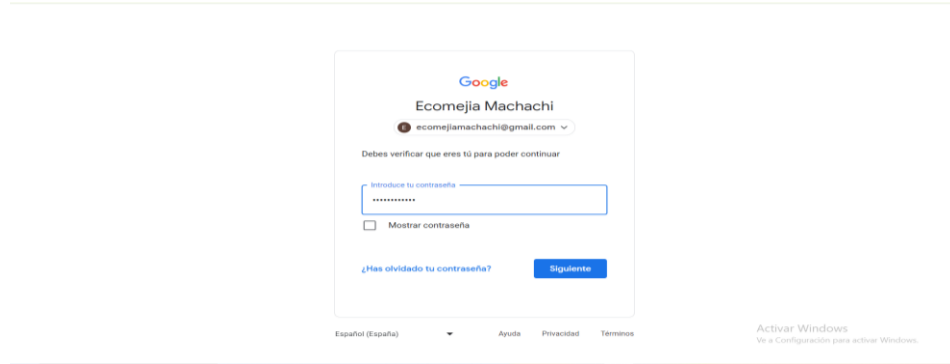 Google
Ecomejia Machachi
E ecomejiamachachi@gmail.com
Debes verificar que eres tú para poder continuar
Introduce tu contraseña
••••••••••••
Mostrar contraseña
¿Has olvidado tu contraseña?
Siguiente
Español (España)
Ayuda
Privacidad
Términos
Activar Windows
Ve a Configuración para activar Windows.